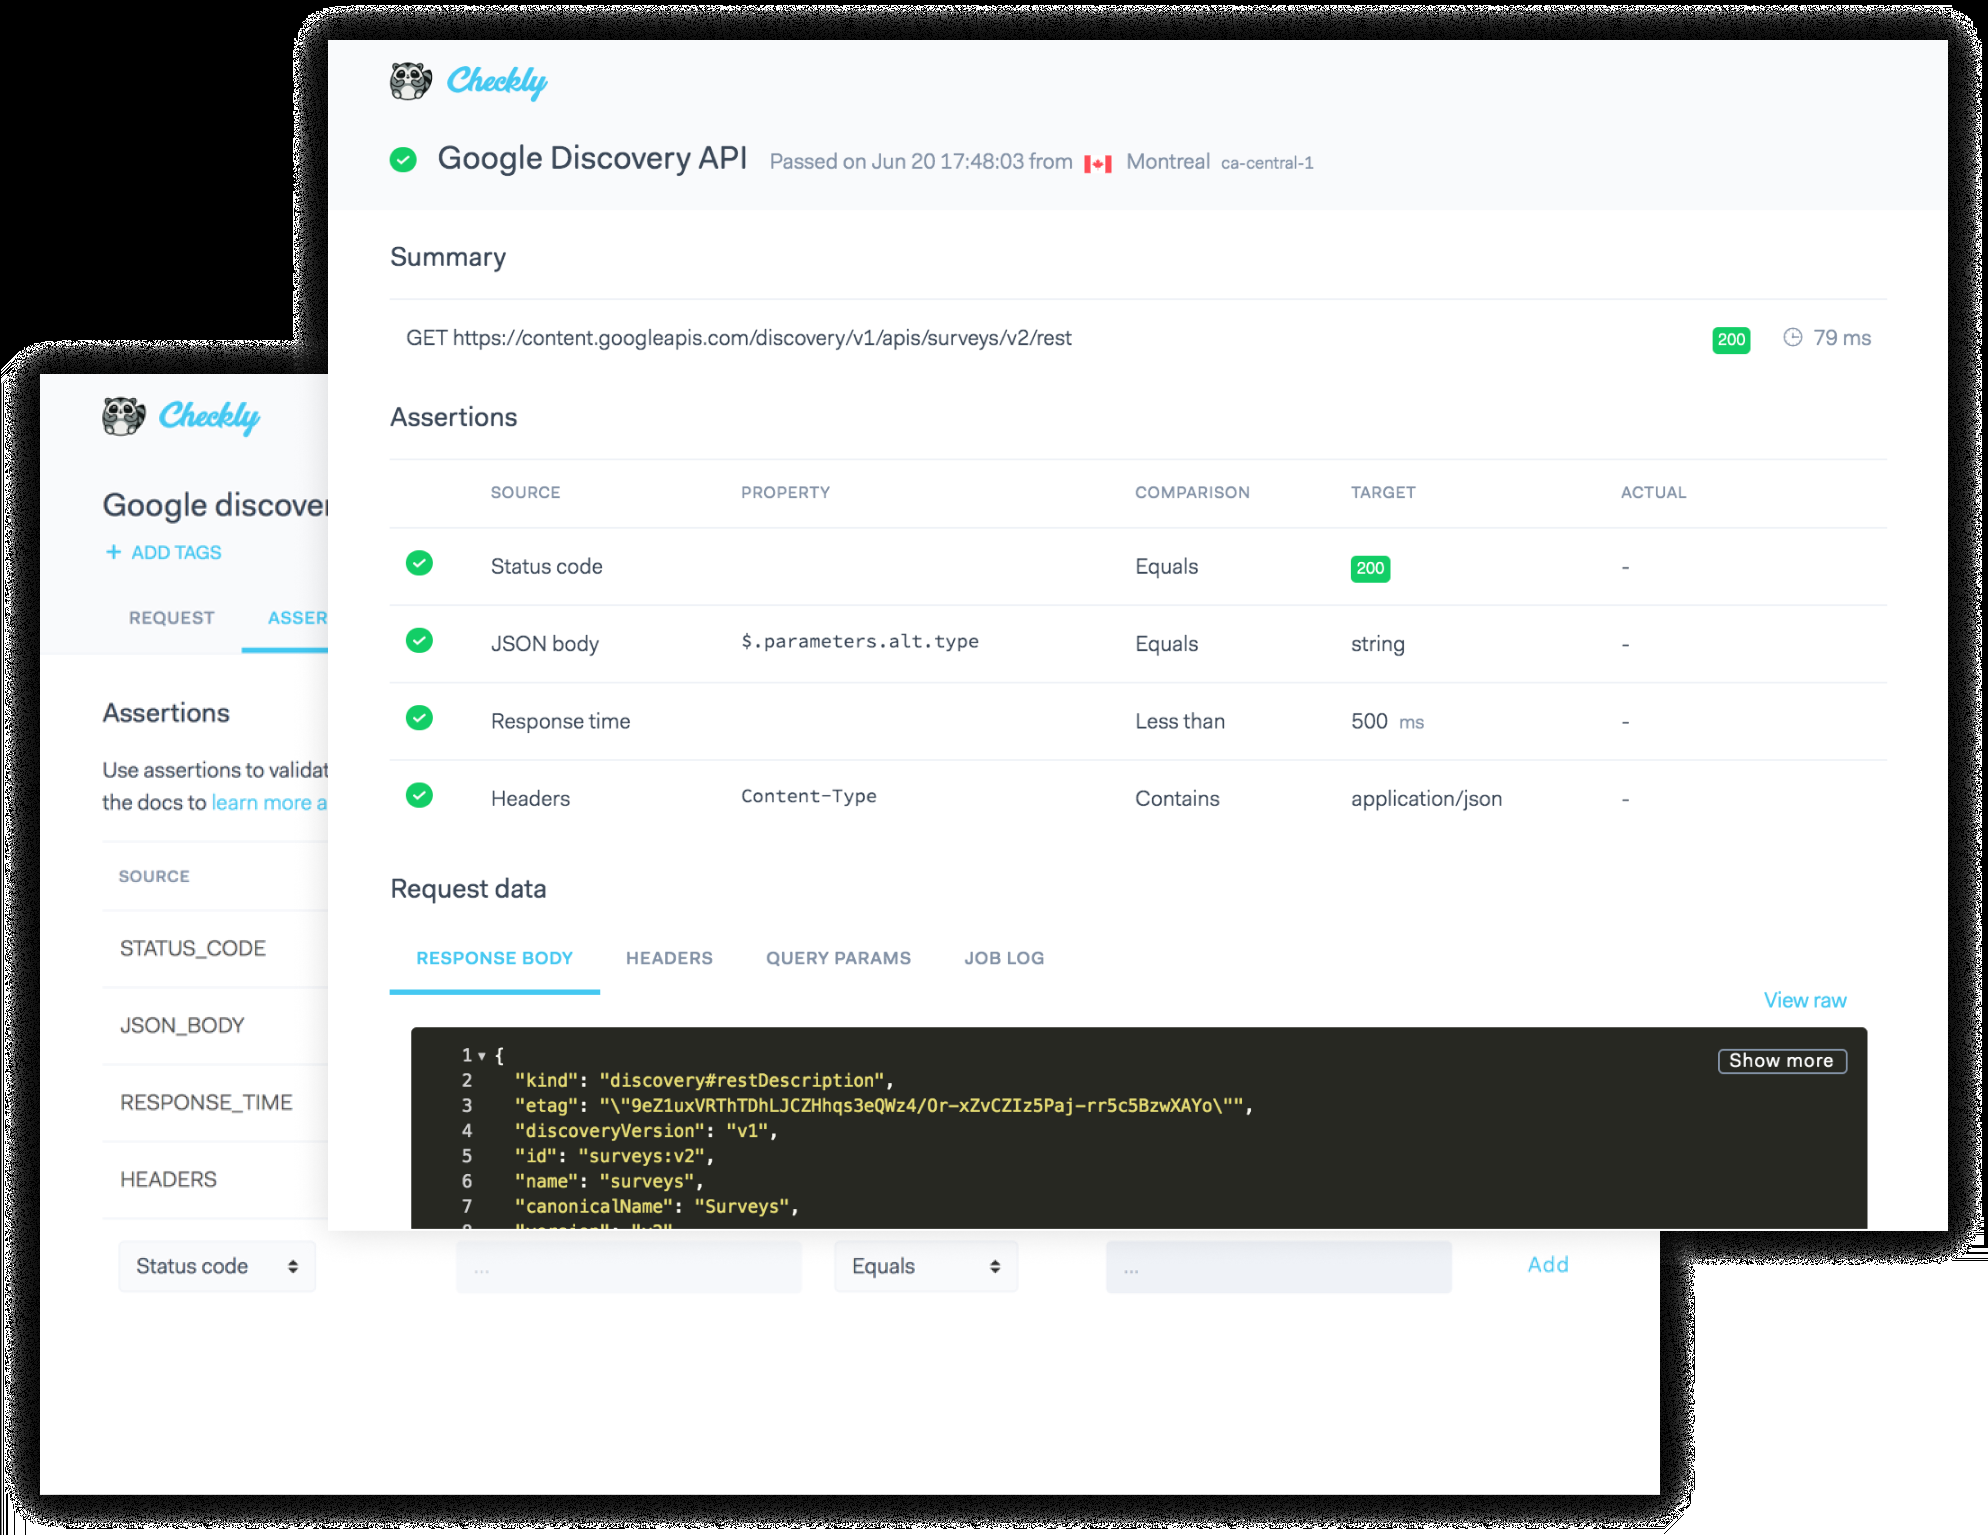 Checkly
Google Discovery API Passed on Jun 20 17:48:03 from Montreal ca-central-1
Summary
GET https://content.googleapis.com/discovery/v1/apis/surveys/v2/rest 200 79 ms
Assertions
SOURCE PROPERTY COMPARISON TARGET ACTUAL
Status code Equals 200 -
JSON body $.parameters.alt.type Equals string -
Response time Less than 500 ms -
Headers Content-Type Contains application/json -
Request data
RESPONSE BODY HEADERS QUERY PARAMS JOB LOG
View raw
Show more
1 {
2 "kind": "discovery#restDescription",
3 "etag": "\"9eZ1uxVRThTDhLJCZHhqs3eQWz4/Or-xZvCZIz5Paj-rr5c5BzwXAYo\"",
4 "discoveryVersion": "v1",
5 "id": "surveys:v2",
6 "name": "surveys",
7 "canonicalName": "Surveys",
Checkly
Google discover
+ ADD TAGS
REQUEST ASSER
Assertions
Use assertions to validat
the docs to learn more a
SOURCE
STATUS_CODE
JSON_BODY
RESPONSE_TIME
HEADERS
Status code ... Equals ... Add